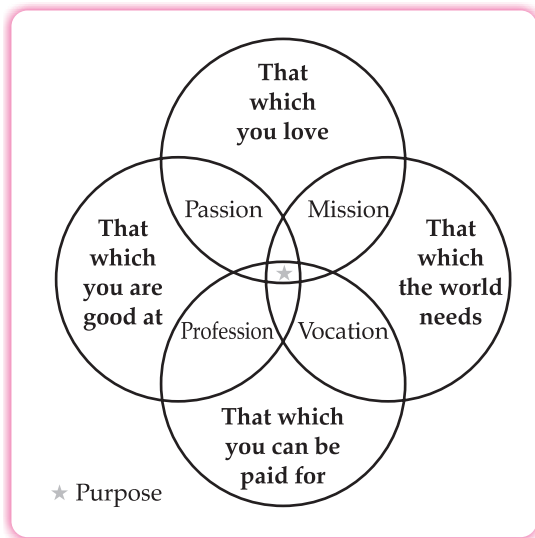 That
which
you love
Passion
Mission
That
which
you are
good at
That
which
the world
needs
Profession
Vocation
That which
you can be
paid for
★ Purpose